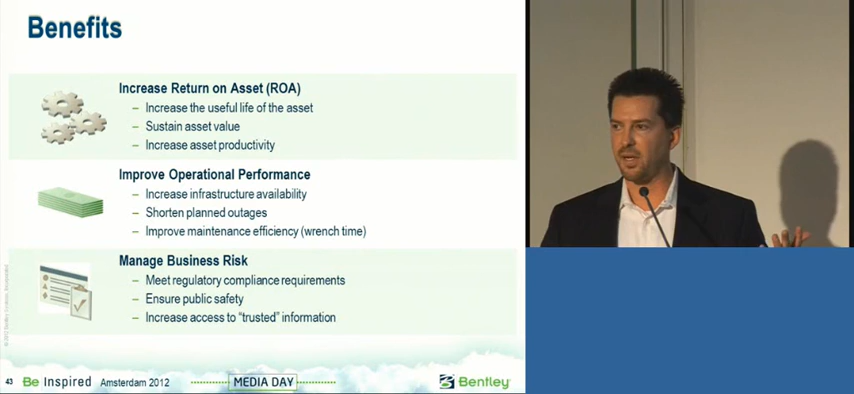 Benefits
Increase Return on Asset (ROA)
– Increase the useful life of the asset
– Sustain asset value
– Increase asset productivity
Improve Operational Performance
– Increase infrastructure availability
– Shorten planned outages
– Improve maintenance efficiency (wrench time)
Manage Business Risk
– Meet regulatory compliance requirements
– Ensure public safety
– Increase access to “trusted” information
43 Be Inspired Amsterdam 2012 MEDIA DAY Bentley